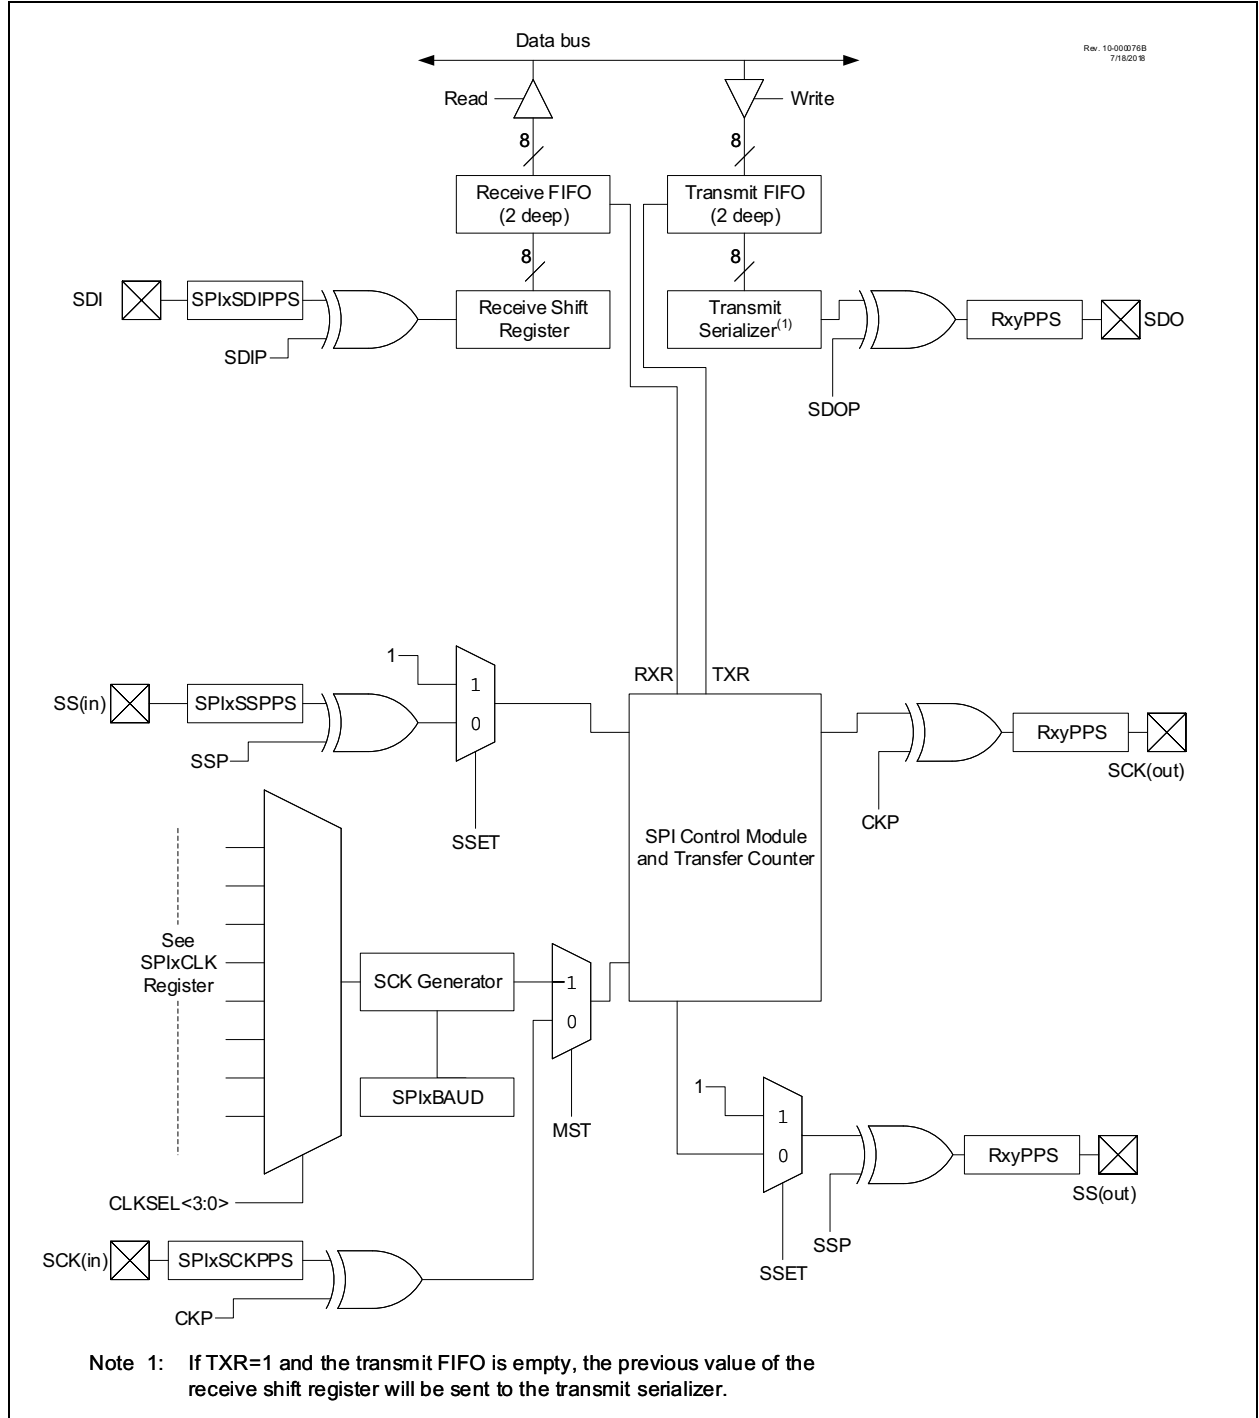 Data bus
Rev. 10-000076B
7/18/2018
Read
Write
8
8
Receive FIFO
(2 deep)
Transmit FIFO
(2 deep)
8
8
SDI
SPIxSDIPPS
SDIP
Receive Shift
Register
Transmit
Serializer(1)
RxyPPS
SDO
SDOP
RXR
TXR
1
SS(in)
SPIxSSPPS
SSP
1
0
SSET
RxyPPS
SCK(out)
CKP
SPI Control Module
and Transfer Counter
See
SPIxCLK
Register
SCK Generator
1
0
SPIxBAUD
MST
CLKSEL<3:0>
1
1
0
RxyPPS
SS(out)
SSP
SSET
SCK(in)
SPIxSCKPPS
CKP
Note 1: If TXR=1 and the transmit FIFO is empty, the previous value of the
receive shift register will be sent to the transmit serializer.